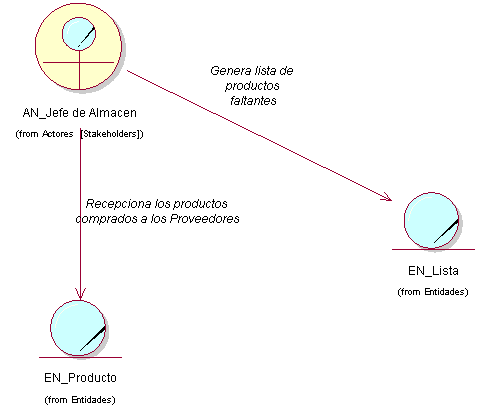 Genera lista de
productos
faltantes
AN_Jefe de Almacen
(from Actores [Stakeholders])
Recepciona los productos
comprados a los Proveedores
EN_Lista
(from Entidades)
EN_Producto
(from Entidades)